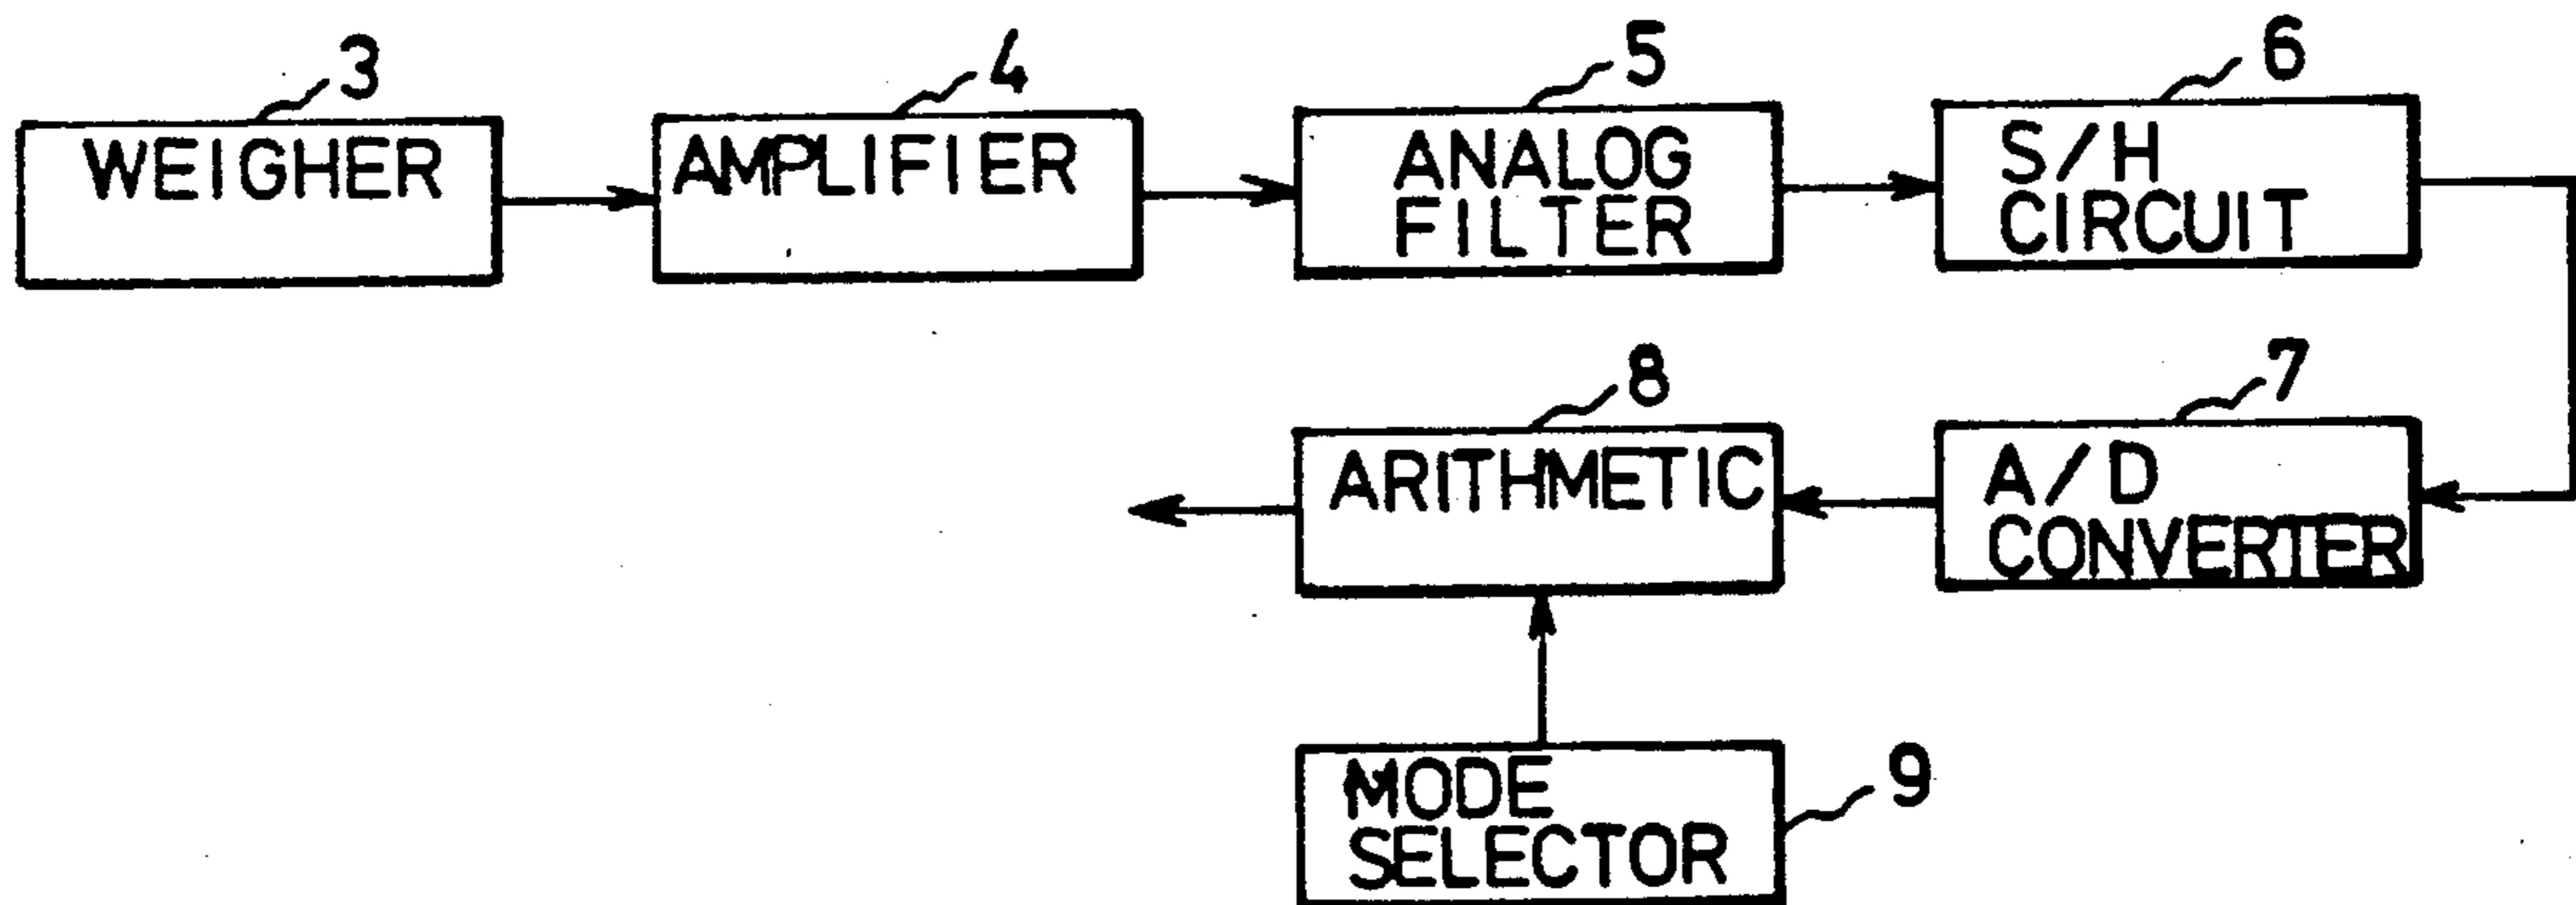 3
WEIGHER
4
AMPLIFIER
5
ANALOG
FILTER
6
S/H
CIRCUIT
8
ARITHMETIC
7
A/D
CONVERTER
MODE
SELECTOR
9